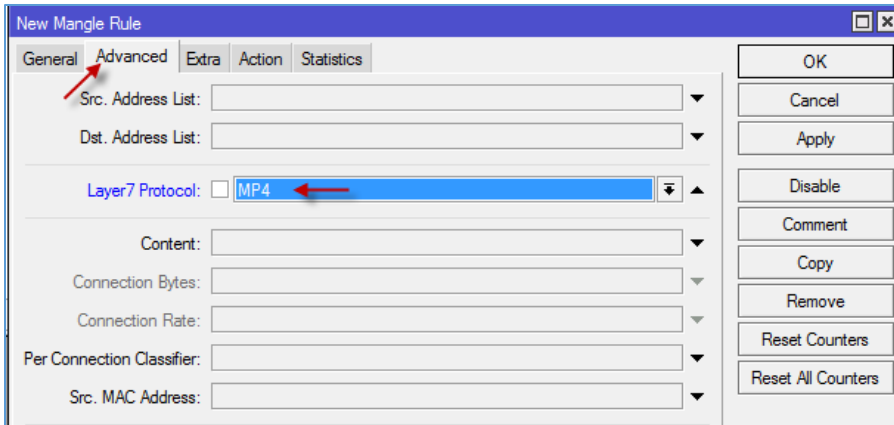 New Mangle Rule
General Advanced Extra Action Statistics
OK
Src. Address List:
Cancel
Dst. Address List:
Apply
Layer7 Protocol: MP4
Disable
Comment
Content:
Copy
Connection Bytes:
Remove
Connection Rate:
Reset Counters
Per Connection Classifier:
Reset All Counters
Src. MAC Address: